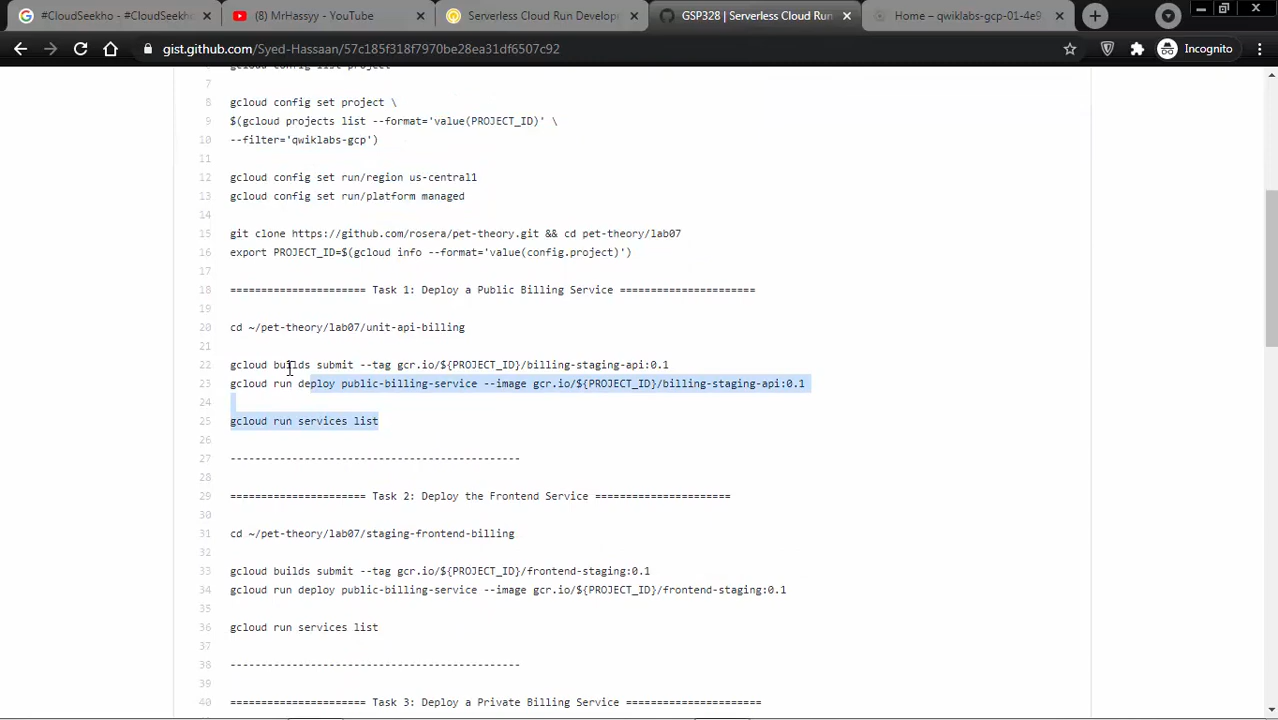 #CloudSeekho - #CloudSeekho
(8) MrHassyy - YouTube
Serverless Cloud Run Develop
GSP328 | Serverless Cloud Run
Home – qwiklabs-gcp-01-4e9
gist.github.com/Syed-Hassaan/57c185f318f7970be28ea31df6507c92
Incognito
gcloud config list project
7
8 gcloud config set project \
9 $(gcloud projects list --format='value(PROJECT_ID)' \
10 --filter='qwiklabs-gcp')
11
12 gcloud config set run/region us-central1
13 gcloud config set run/platform managed
14
15 git clone https://github.com/rosera/pet-theory.git && cd pet-theory/lab07
16 export PROJECT_ID=$(gcloud info --format='value(config.project)')
17
18 ====================== Task 1: Deploy a Public Billing Service ======================
19
20 cd ~/pet-theory/lab07/unit-api-billing
21
22 gcloud builds submit --tag gcr.io/${PROJECT_ID}/billing-staging-api:0.1
23 gcloud run deploy public-billing-service --image gcr.io/${PROJECT_ID}/billing-staging-api:0.1
24
25 gcloud run services list
26
27 -----------------------------------------------
28
29 ====================== Task 2: Deploy the Frontend Service ======================
30
31 cd ~/pet-theory/lab07/staging-frontend-billing
32
33 gcloud builds submit --tag gcr.io/${PROJECT_ID}/frontend-staging:0.1
34 gcloud run deploy public-billing-service --image gcr.io/${PROJECT_ID}/frontend-staging:0.1
35
36 gcloud run services list
37
38 -----------------------------------------------
39
40 ====================== Task 3: Deploy a Private Billing Service ======================